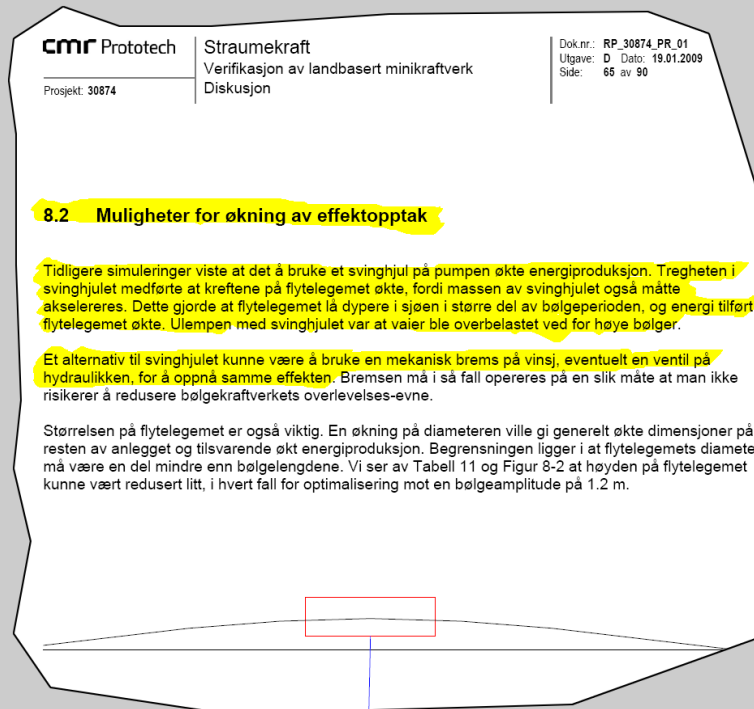 cmr Prototech
Prosjekt: 30874
Straumekraft
Verifikasjon av landbasert minikraftverk
Diskusjon
Dok.nr.: RP_30874_PR_01
Utgave: D Dato: 19.01.2009
Side: 65 av 90
8.2 Muligheter for økning av effektopptak
Tidligere simuleringer viste at det å bruke et svinghjul på pumpen økte energiproduksjon. Tregheten i
svinghjulet medførte at kreftene på flytelegemet økte, fordi massen av svinghjulet også måtte
akselereres. Dette gjorde at flytelegemet lå dypere i sjøen i større del av bølgeperioden, og energi tilført
flytelegemet økte. Ulempen med svinghjulet var at vaier ble overbelastet ved for høye bølger.
Et alternativ til svinghjulet kunne være å bruke en mekanisk brems på vinsj, eventuelt en ventil på
hydraulikken, for å oppnå samme effekten. Bremsen må i så fall opereres på en slik måte at man ikke
risikerer å redusere bølgekraftverkets overlevelses-evne.
Størrelsen på flytelegemet er også viktig. En økning på diameteren ville gi generelt økte dimensjoner på
resten av anlegget og tilsvarende økt energiproduksjon. Begrensningen ligger i at flytelegemets diamete
må være en del mindre enn bølgelengdene. Vi ser av Tabell 11 og Figur 8-2 at høyden på flytelegemet
kunne vært redusert litt, i hvert fall for optimalisering mot en bølgeamplitude på 1.2 m.